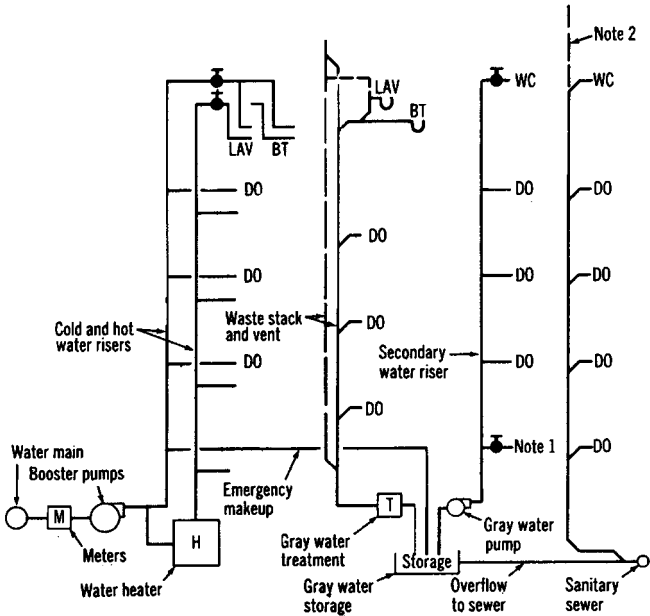 Note 2
WC
WC
LAV
BT
LAV
BT
DO
DO
DO
DO
DO
DO
DO
DO
DO
Cold and hot
water risers
Waste stack
and vent
DO
Secondary
water riser
DO
DO
DO
DO
DO
Note 1
DO
Water main
Booster pumps
Emergency
makeup
M
H
T
Meters
Gray water
treatment
Gray water
pump
Storage
Water heater
Gray water
storage
Overflow
to sewer
Sanitary
sewer